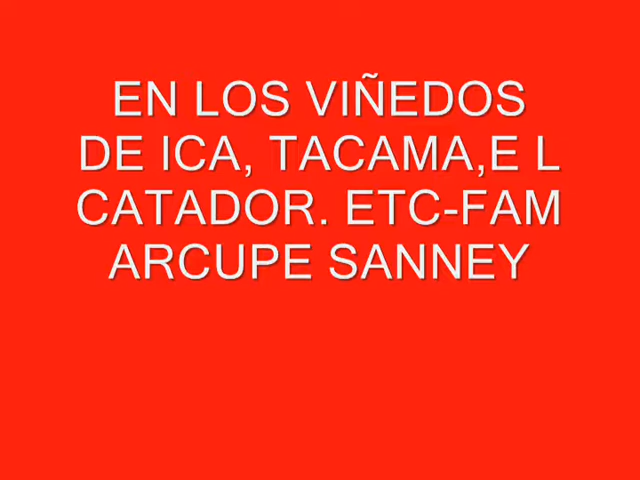 EN LOS VIÑEDOS
DE ICA, TACAMA,E L
CATADOR. ETC-FAM
ARCUPE SANNEY